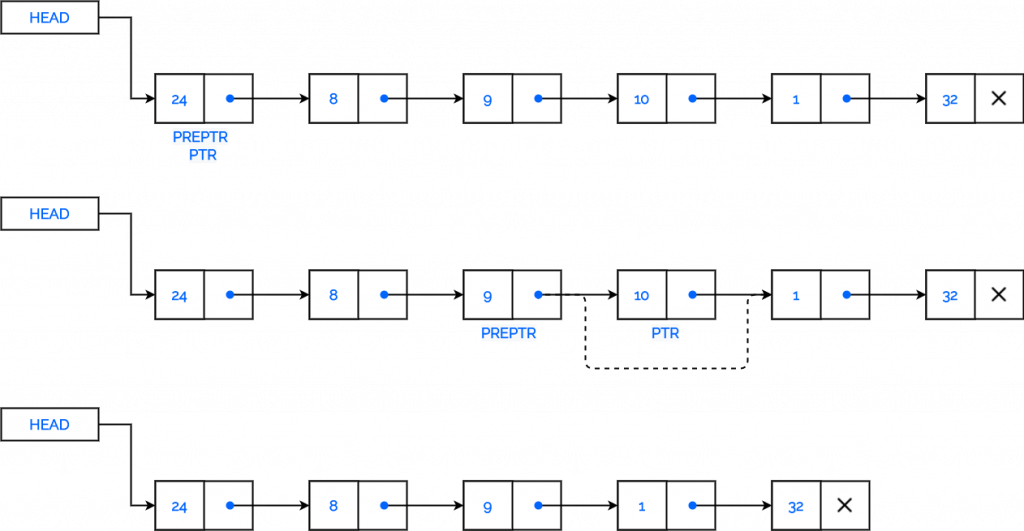 HEAD
24 8 9 10 1 32
PREPTR
PTR
HEAD
24 8 9 10 1 32
PREPTR PTR
HEAD
24 8 9 1 32